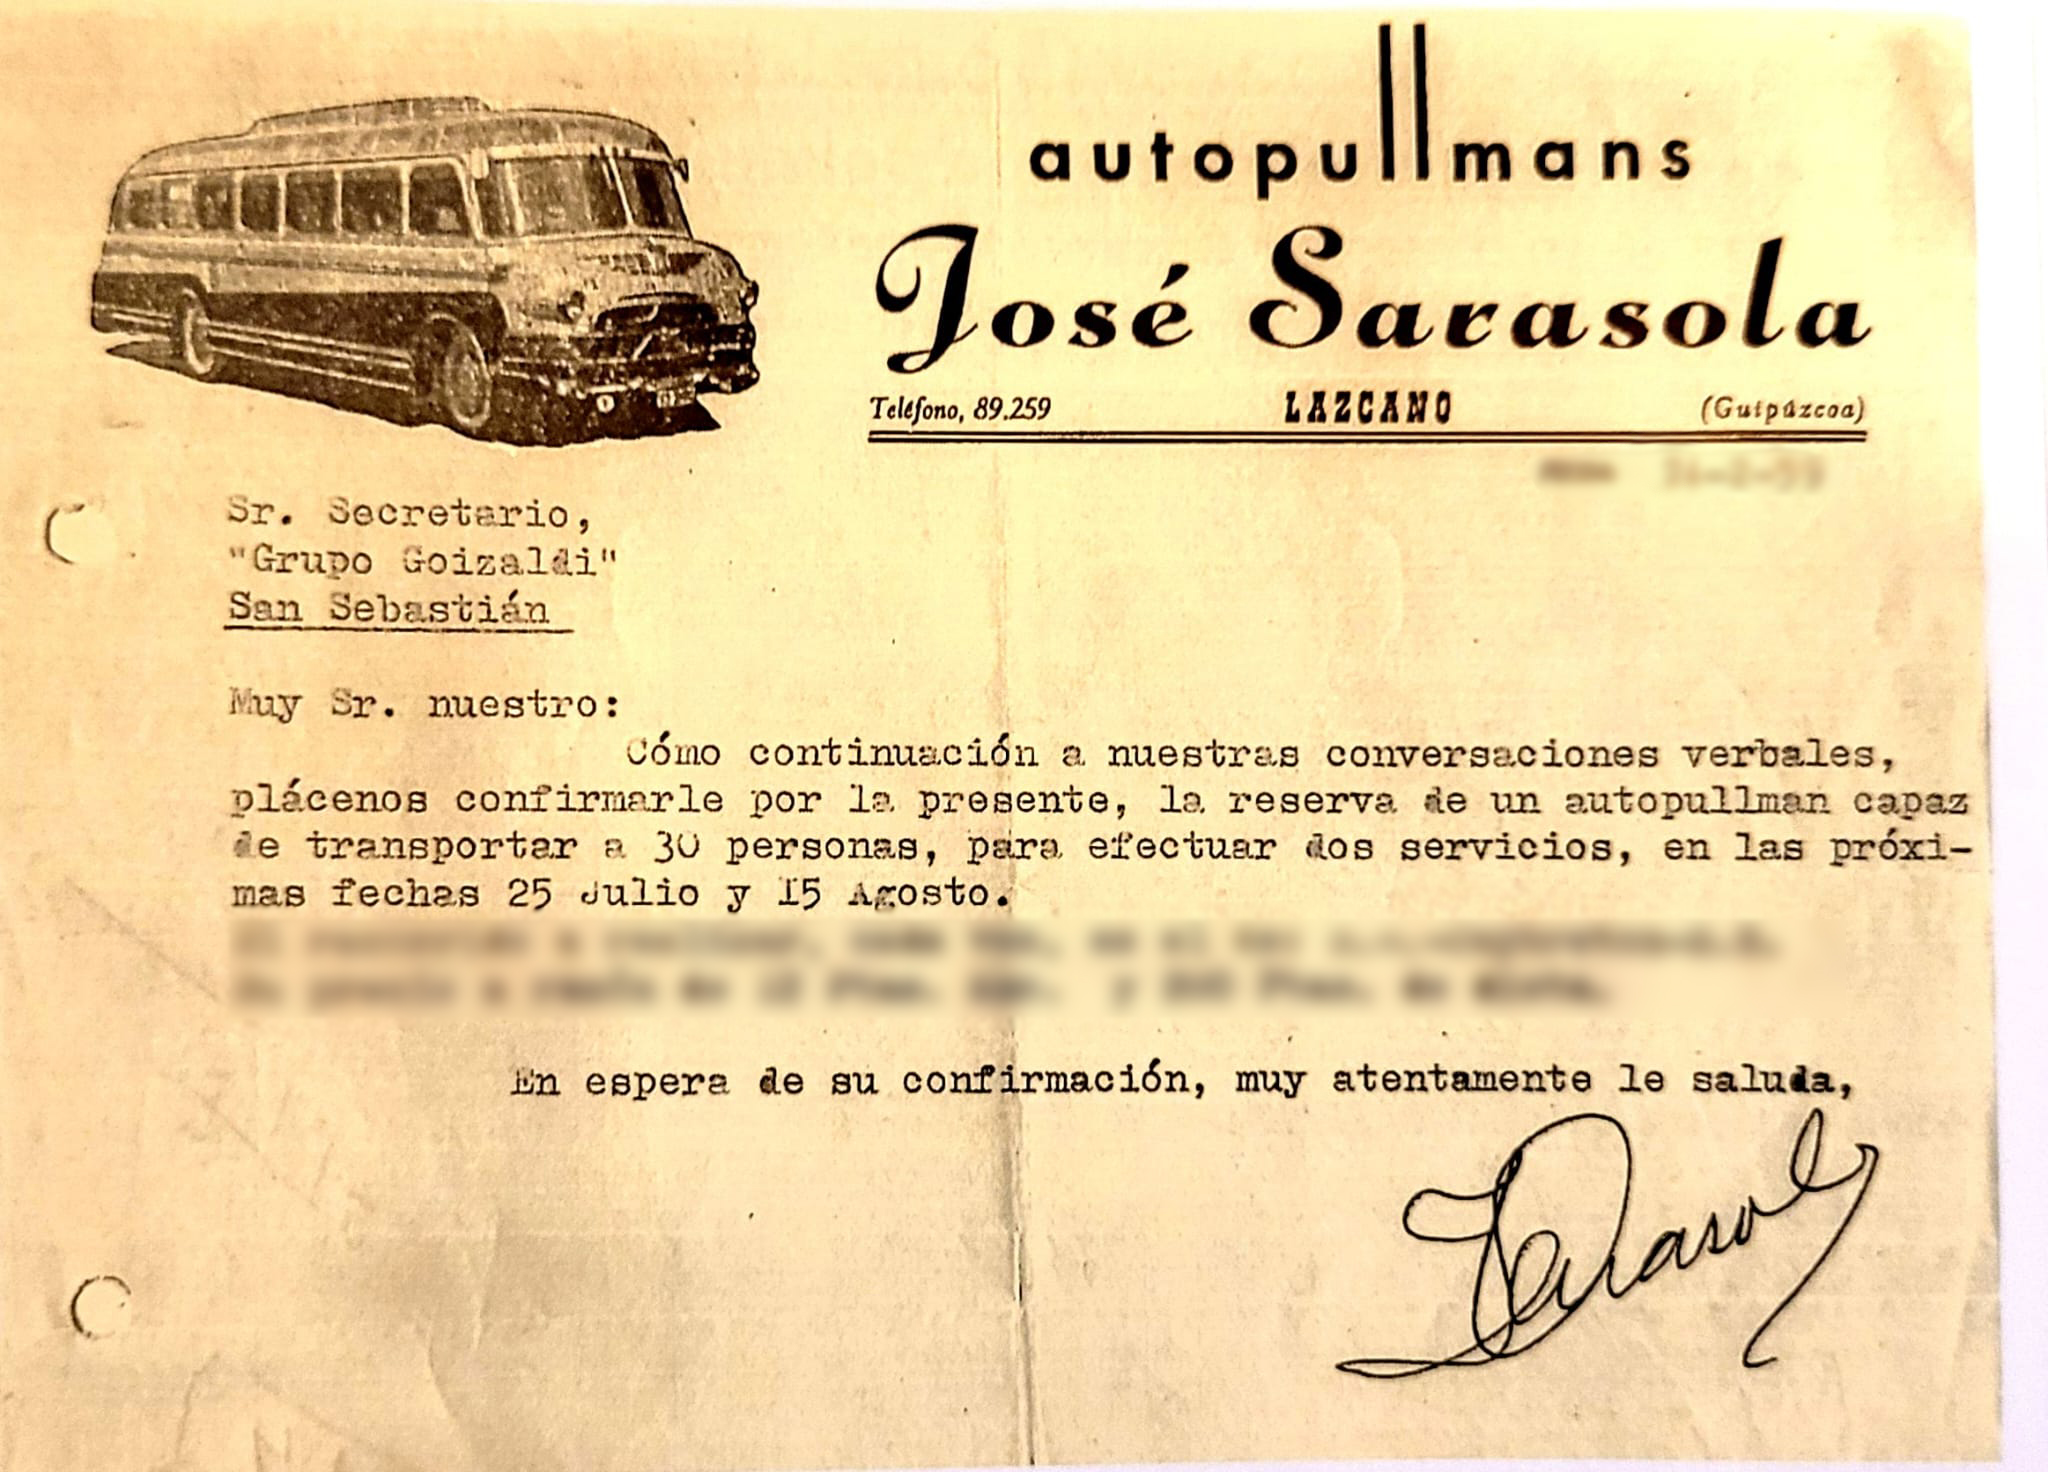 autopullmans
José Sarasola
Teléfono, 89.259 LAZCANO (Guipúzcoa)
Sr. Secretario,
"Grupo Goizaldi"
San Sebastián
Muy Sr. nuestro:
Cómo continuación a nuestras conversaciones verbales,
plácenos confirmarle por la presente, la reserva de un autopullman capaz
de transportar a 30 personas, para efectuar dos servicios, en las próxi-
mas fechas 25 Julio y 15 Agosto.
En espera de su confirmación, muy atentamente le saluda,